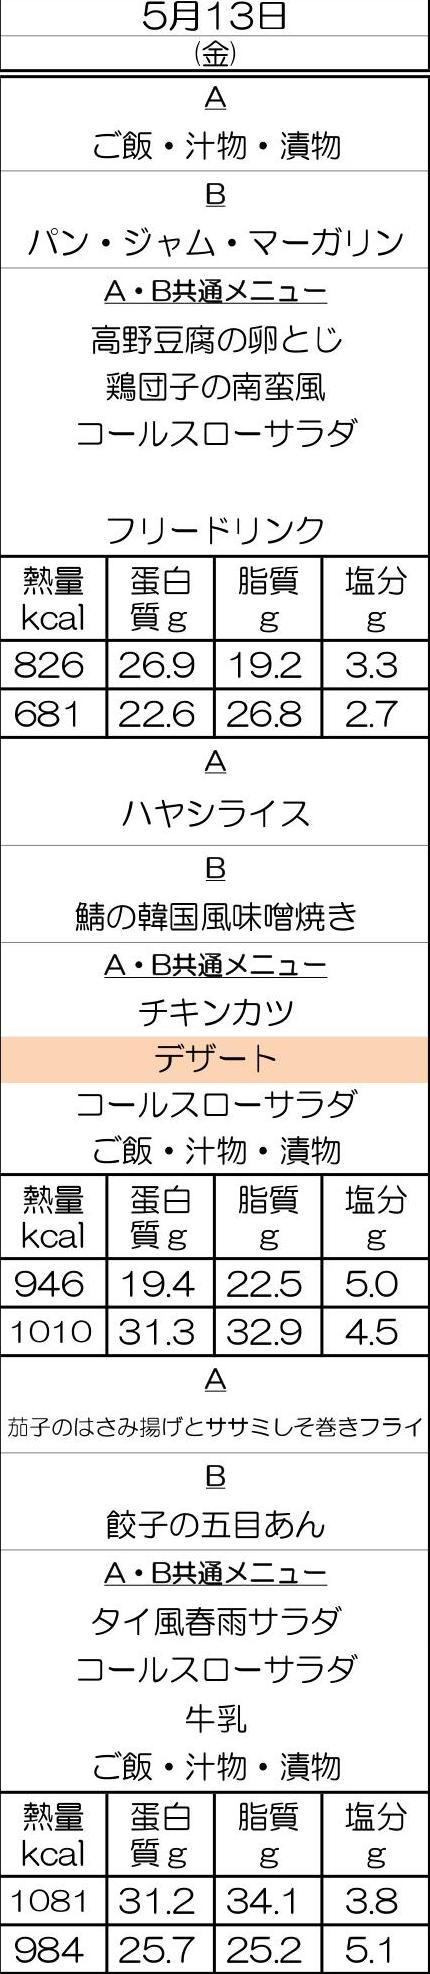 5月13日
(金)
A
ご飯・汁物・漬物
B
パン・ジャム・マーガリン
A・B共通メニュー
高野豆腐の卵とじ
鶏団子の南蛮風
コールスローサラダ
フリードリンク
熱量 蛋白 脂質 塩分
kcal 質g g g
826 26.9 19.2 3.3
681 22.6 26.8 2.7
A
ハヤシライス
B
鯖の韓国風味噌焼き
A・B共通メニュー
チキンカツ
デザート
コールスローサラダ
ご飯・汁物・漬物
熱量 蛋白 脂質 塩分
kcal 質g g g
946 19.4 22.5 5.0
1010 31.3 32.9 4.5
A
茄子のはさみ揚げとササミしそ巻きフライ
B
餃子の五目あん
A・B共通メニュー
タイ風春雨サラダ
コールスローサラダ
牛乳
ご飯・汁物・漬物
熱量 蛋白 脂質 塩分
kcal 質g g g
1081 31.2 34.1 3.8
984 25.7 25.2 5.1